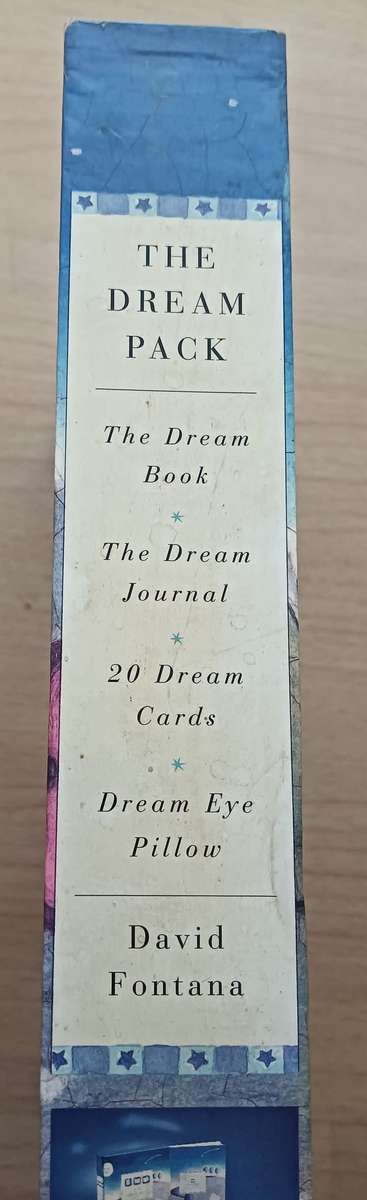 THE
DREAM
PACK
The Dream
Book
The Dream
Journal
20 Dream
Cards
Dream Eye
Pillow
David
Fontana